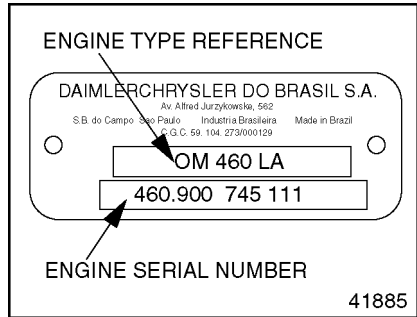 ENGINE TYPE REFERENCE
DAIMLERCHRYSLER DO BRASIL S.A.
Av. Alfred Jurzykowske, 562
S.B. do Campo Sao Paulo Industria Brasileira Made in Brazil
C.G.C. 59. 104. 273/000129
OM 460 LA
460.900 745 111
ENGINE SERIAL NUMBER
41885